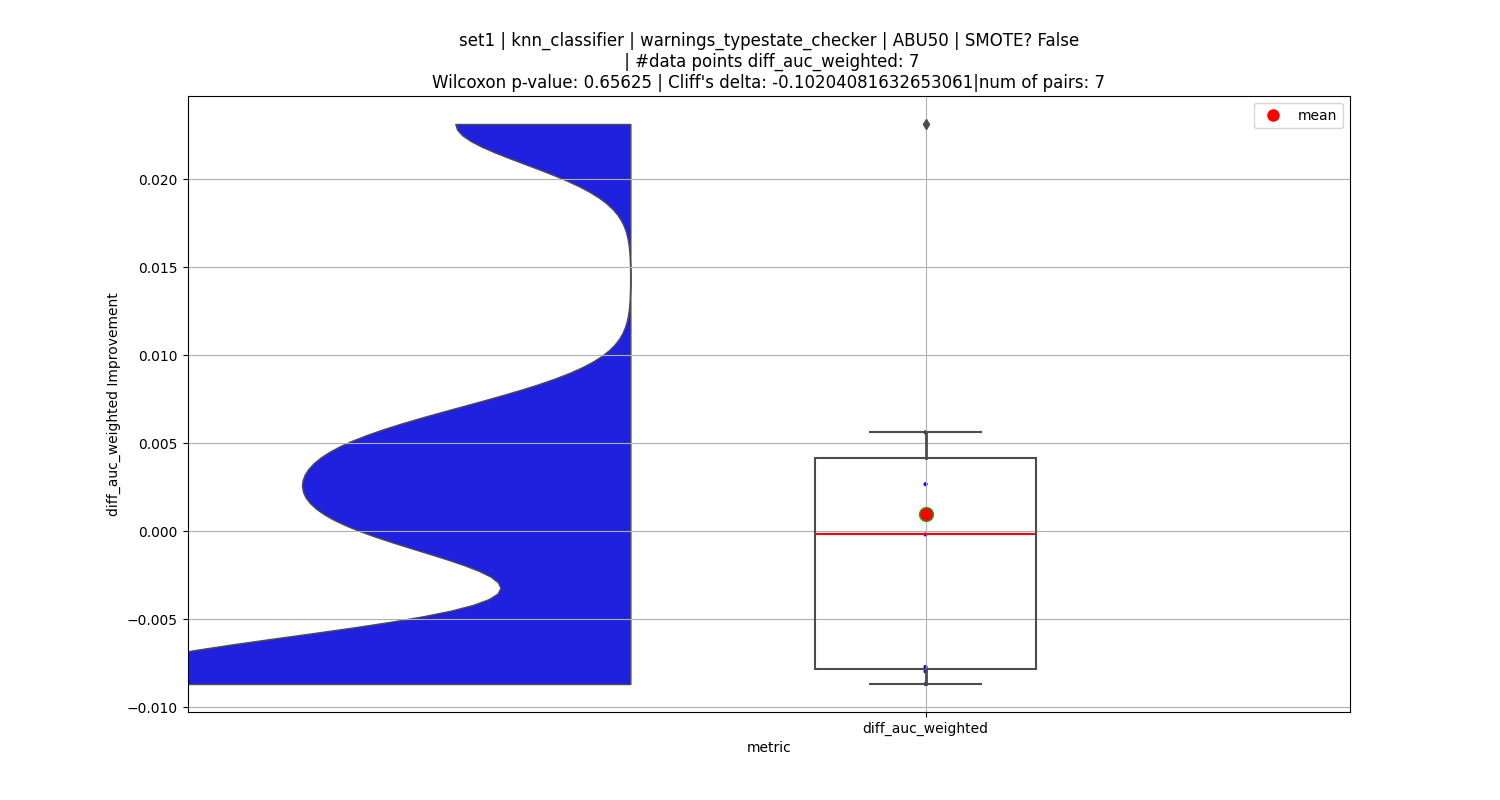 set1 | knn_classifier | warnings_typestate_checker | ABU50 | SMOTE? False
| #data points diff_auc_weighted: 7
Wilcoxon p-value: 0.65625 | Cliff's delta: -0.10204081632653061|num of pairs: 7
mean
0.020
0.015
0.010
0.005
0.000
−0.005
−0.010
diff_auc_weighted Improvement
diff_auc_weighted
metric